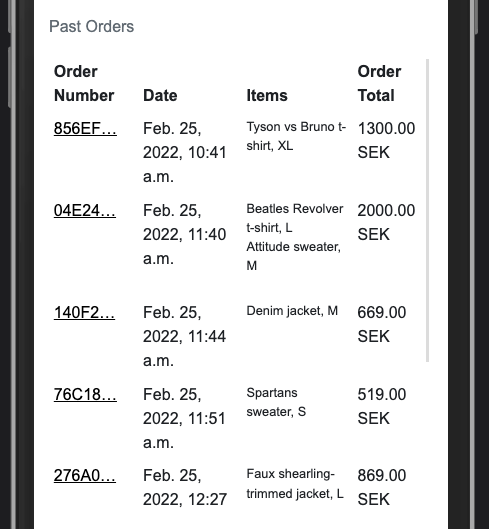 Past Orders
Order Number Date Items Order Total
856EF... Feb. 25, 2022, 10:41 a.m. Tyson vs Bruno t-shirt, XL 1300.00 SEK
04E24... Feb. 25, 2022, 11:40 a.m. Beatles Revolver t-shirt, L Attitude sweater, M 2000.00 SEK
140F2... Feb. 25, 2022, 11:44 a.m. Denim jacket, M 669.00 SEK
76C18... Feb. 25, 2022, 11:51 a.m. Spartans sweater, S 519.00 SEK
276A0... Feb. 25, 2022, 12:27 Faux shearling-trimmed jacket, L 869.00 SEK